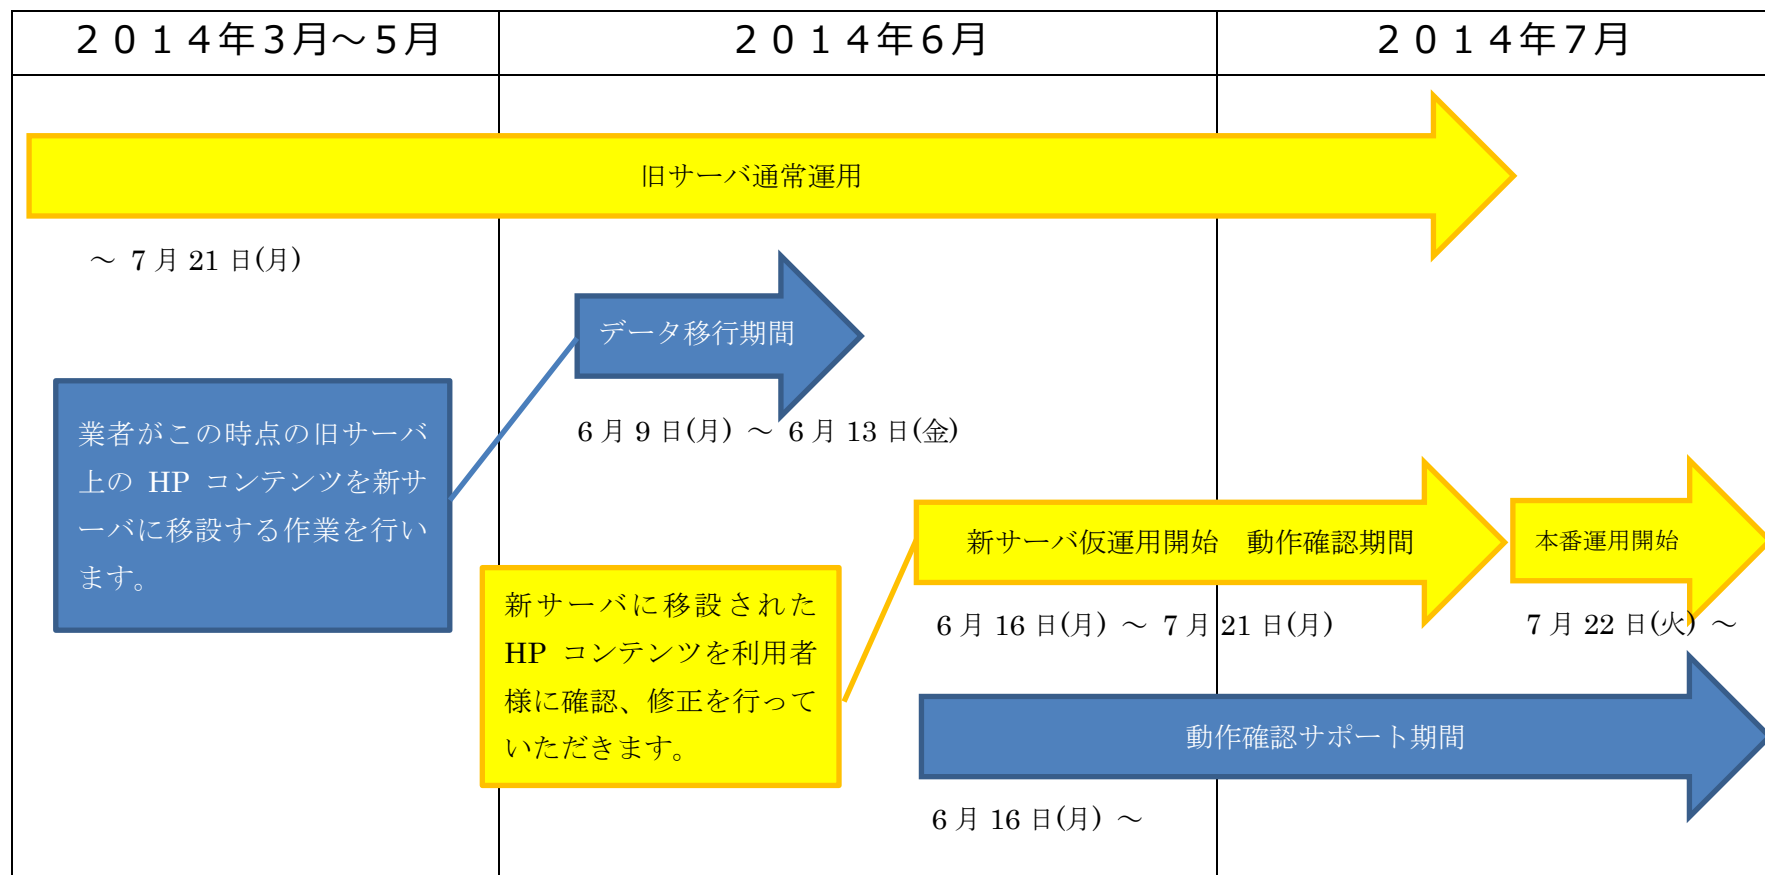 ２０１４年３月～５月
２０１４年６月
２０１４年７月
旧サーバ通常運用
～ 7 月 21 日(月)
データ移行期間
6 月 9 日(月) ～ 6 月 13 日(金)
業者がこの時点の旧サーバ
上の HP コンテンツを新サ
ーバに移設する作業を行い
ます。
新サーバ仮運用開始　動作確認期間
本番運用開始
6 月 16 日(月) ～ 7 月 21 日(月)
7 月 22 日(火) ～
新サーバに移設された
HP コンテンツを利用者
様に確認、修正を行って
いただきます。
動作確認サポート期間
6 月 16 日(月) ～